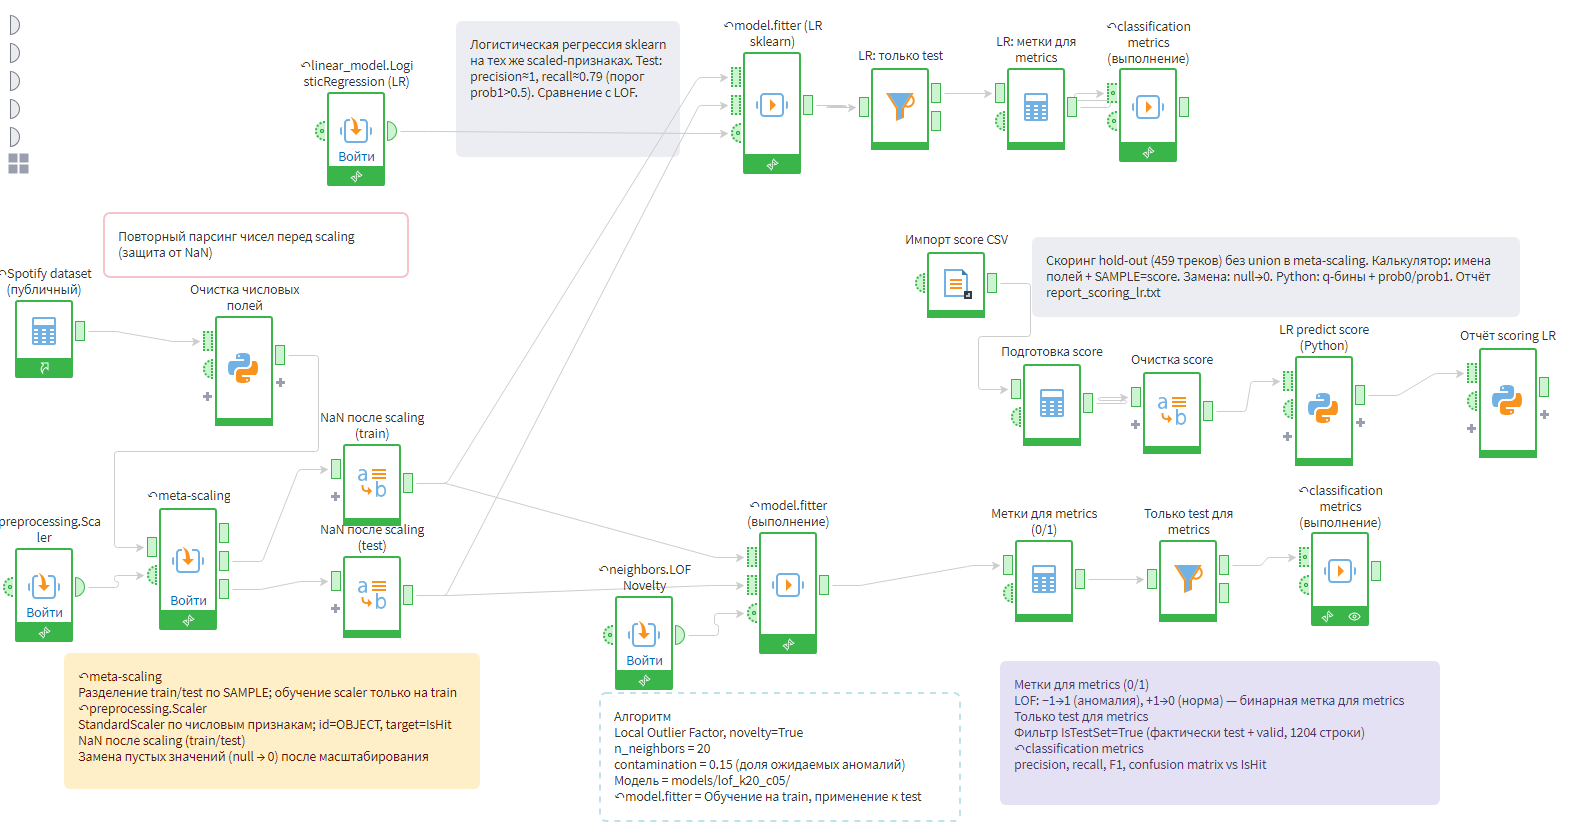 ⤺linear_model.Logi
sticRegression (LR)
Войти
Логистическая регрессия sklearn
на тех же scaled-признаках. Test:
precision≈1, recall≈0.79 (порог
prob1>0.5). Сравнение с LOF.
⤺model.fitter (LR
sklearn)
LR: только test
LR: метки для
metrics
⤺classification
metrics
(выполнение)
Повторный парсинг чисел перед scaling
(защита от NaN)
⤺Spotify dataset
(публичный)
Очистка числовых
полей
Импорт score CSV
Скоринг hold-out (459 треков) без union в meta-scaling. Калькулятор: имена
полей + SAMPLE=score. Замена: null→0. Python: q-бины + prob0/prob1. Отчёт
report_scoring_lr.txt
Подготовка score
Очистка score
a
b
LR predict score
(Python)
Отчёт scoring LR
NaN после scaling
(train)
a
b
⤺meta-scaling
Войти
preprocessing.Sca
ler
Войти
NaN после scaling
(test)
a
b
⤺model.fitter
(выполнение)
⤺neighbors.LOF
Novelty
Войти
Метки для metrics
(0/1)
Только test для
metrics
⤺classification
metrics
(выполнение)
⤺meta-scaling
Разделение train/test по SAMPLE; обучение scaler только на train
⤺preprocessing.Scaler
StandardScaler по числовым признакам; id=OBJECT, target=IsHit
NaN после scaling (train/test)
Замена пустых значений (null → 0) после масштабирования
Алгоритм
Local Outlier Factor, novelty=True
n_neighbors = 20
contamination = 0.15 (доля ожидаемых аномалий)
Модель = models/lof_k20_c05/
⤺model.fitter = Обучение на train, применение к test
Метки для metrics (0/1)
LOF: −1→1 (аномалия), +1→0 (норма) — бинарная метка для metrics
Только test для metrics
Фильтр IsTestSet=True (фактически test + valid, 1204 строки)
⤺classification metrics
precision, recall, F1, confusion matrix vs IsHit